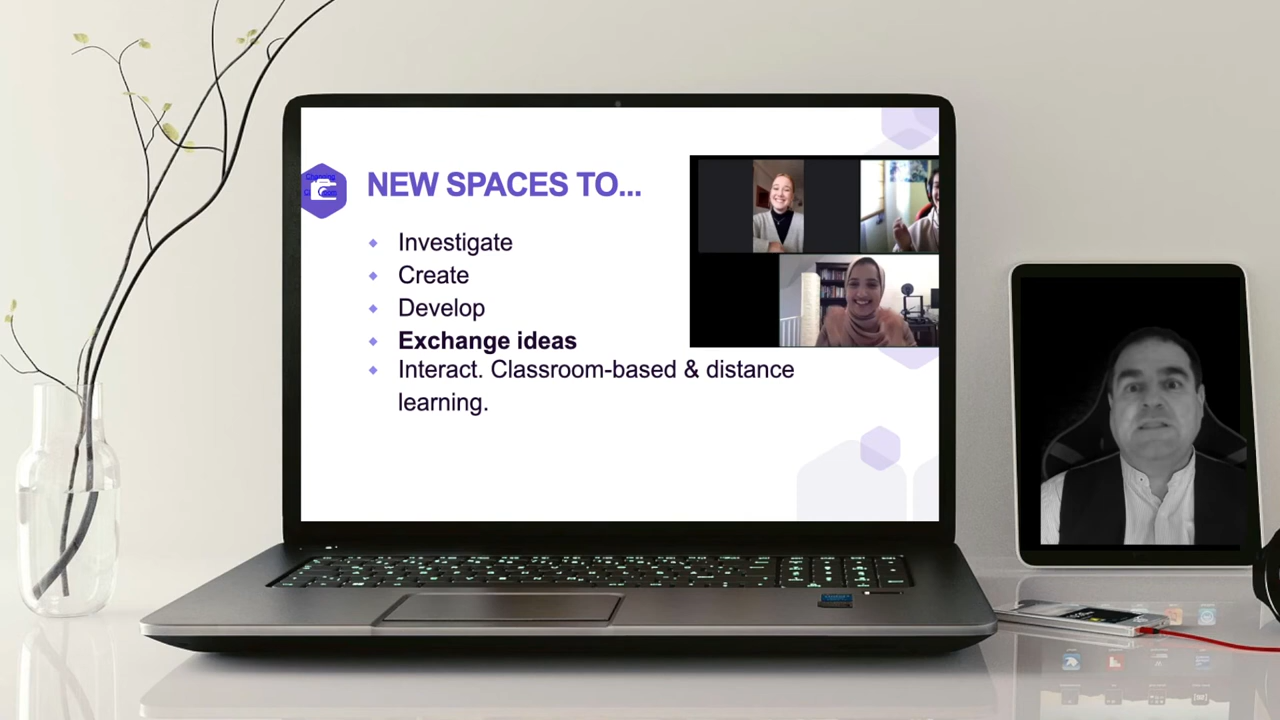 NEW SPACES TO...
Investigate
Create
Develop
Exchange ideas
Interact. Classroom-based & distance
learning.